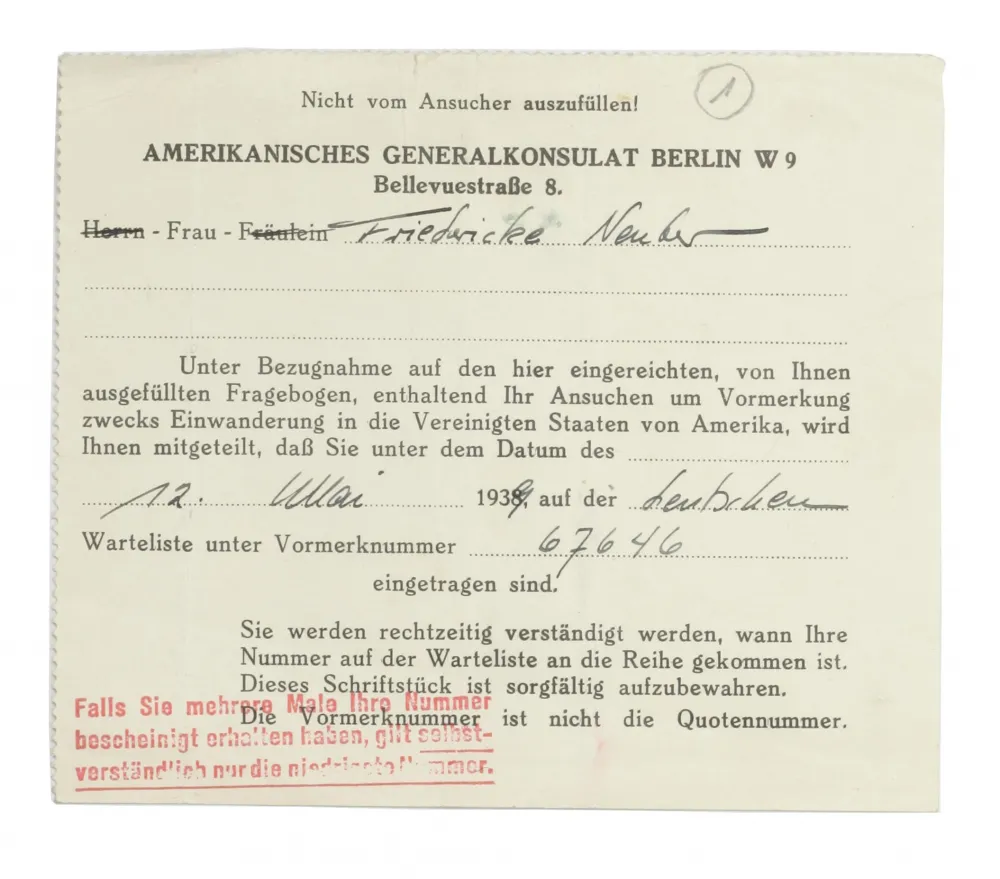 1
Nicht vom Ansucher auszufüllen!
AMERIKANISCHES GENERALKONSULAT BERLIN W 9
Bellevuestraße 8.
Herrn - Frau - Fräulein Friedericke Neuber
Unter Bezugnahme auf den hier eingereichten, von Ihnen
ausgefüllten Fragebogen, enthaltend Ihr Ansuchen um Vormerkung
zwecks Einwanderung in die Vereinigten Staaten von Amerika, wird
Ihnen mitgeteilt, daß Sie unter dem Datum des
12. Mai 1939, auf der deutschen
Warteliste unter Vormerknummer 67646
eingetragen sind.
Sie werden rechtzeitig verständigt werden, wann Ihre
Nummer auf der Warteliste an die Reihe gekommen ist.
Dieses Schriftstück ist sorgfältig aufzubewahren.
Die Vormerknummer ist nicht die Quotennummer.
Falls Sie mehrere Male Ihre Nummer
bescheinigt erhalten haben, gilt selbst-
verständlich nur die niedrigste Nummer.